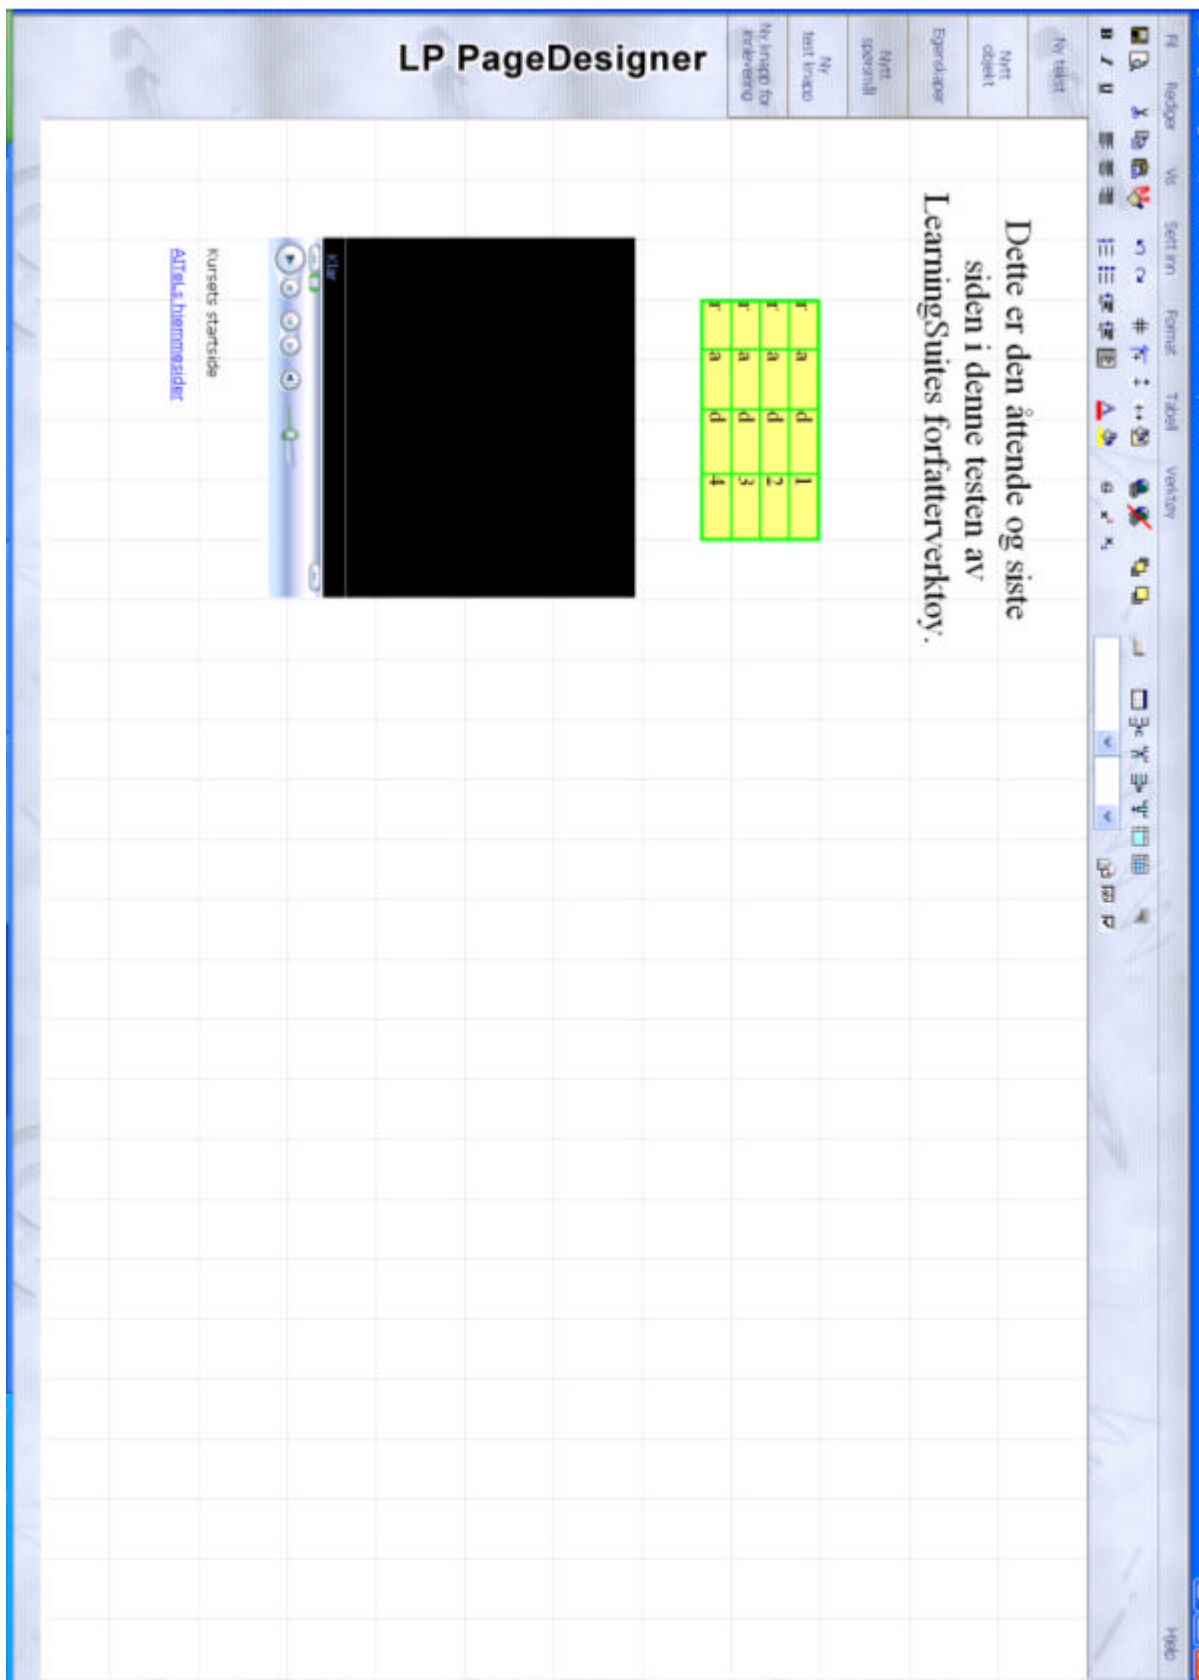 Fil Rediger Vis Sett inn Format Tabell Verktøy Hjelp
B I U
Ny tekst
Nytt
objekt
Egenskaper
Nytt
spørsmål
Ny
test knapp
Ny knapp for
innlevering
LP PageDesigner
Dette er den åttende og siste
siden i denne testen av
LearningSuites forfatterverktoy.
r a d 1
r a d 2
r a d 3
r a d 4
Klar
Kursets startside
AITeLs hjemmesider